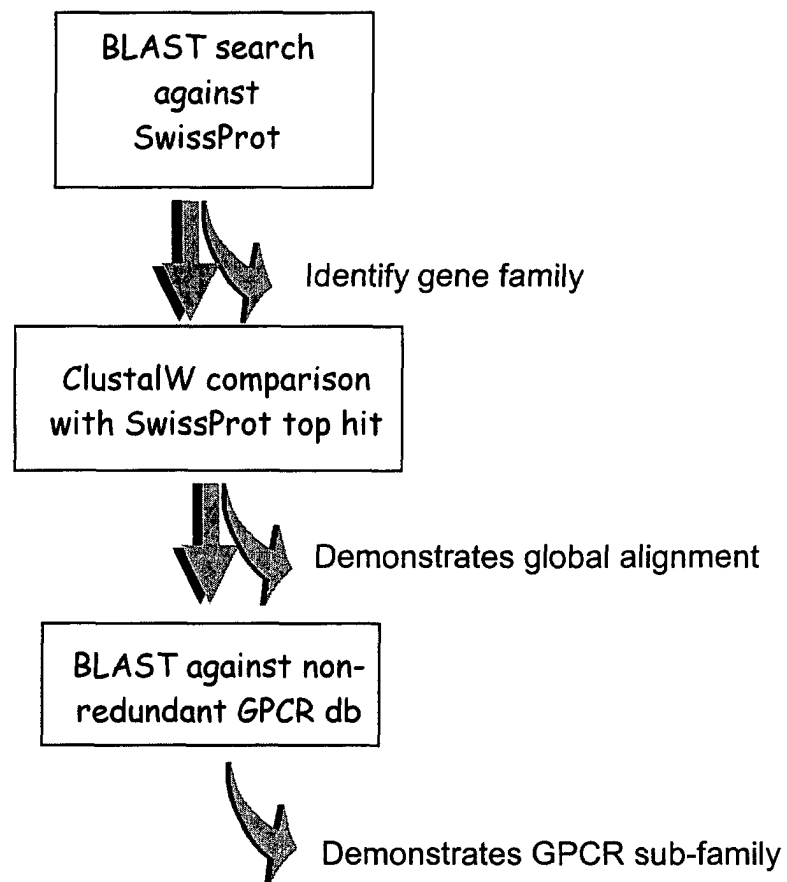 BLAST search
against
SwissProt
Identify gene family
ClustalW comparison
with SwissProt top hit
Demonstrates global alignment
BLAST against non-
redundant GPCR db
Demonstrates GPCR sub-family